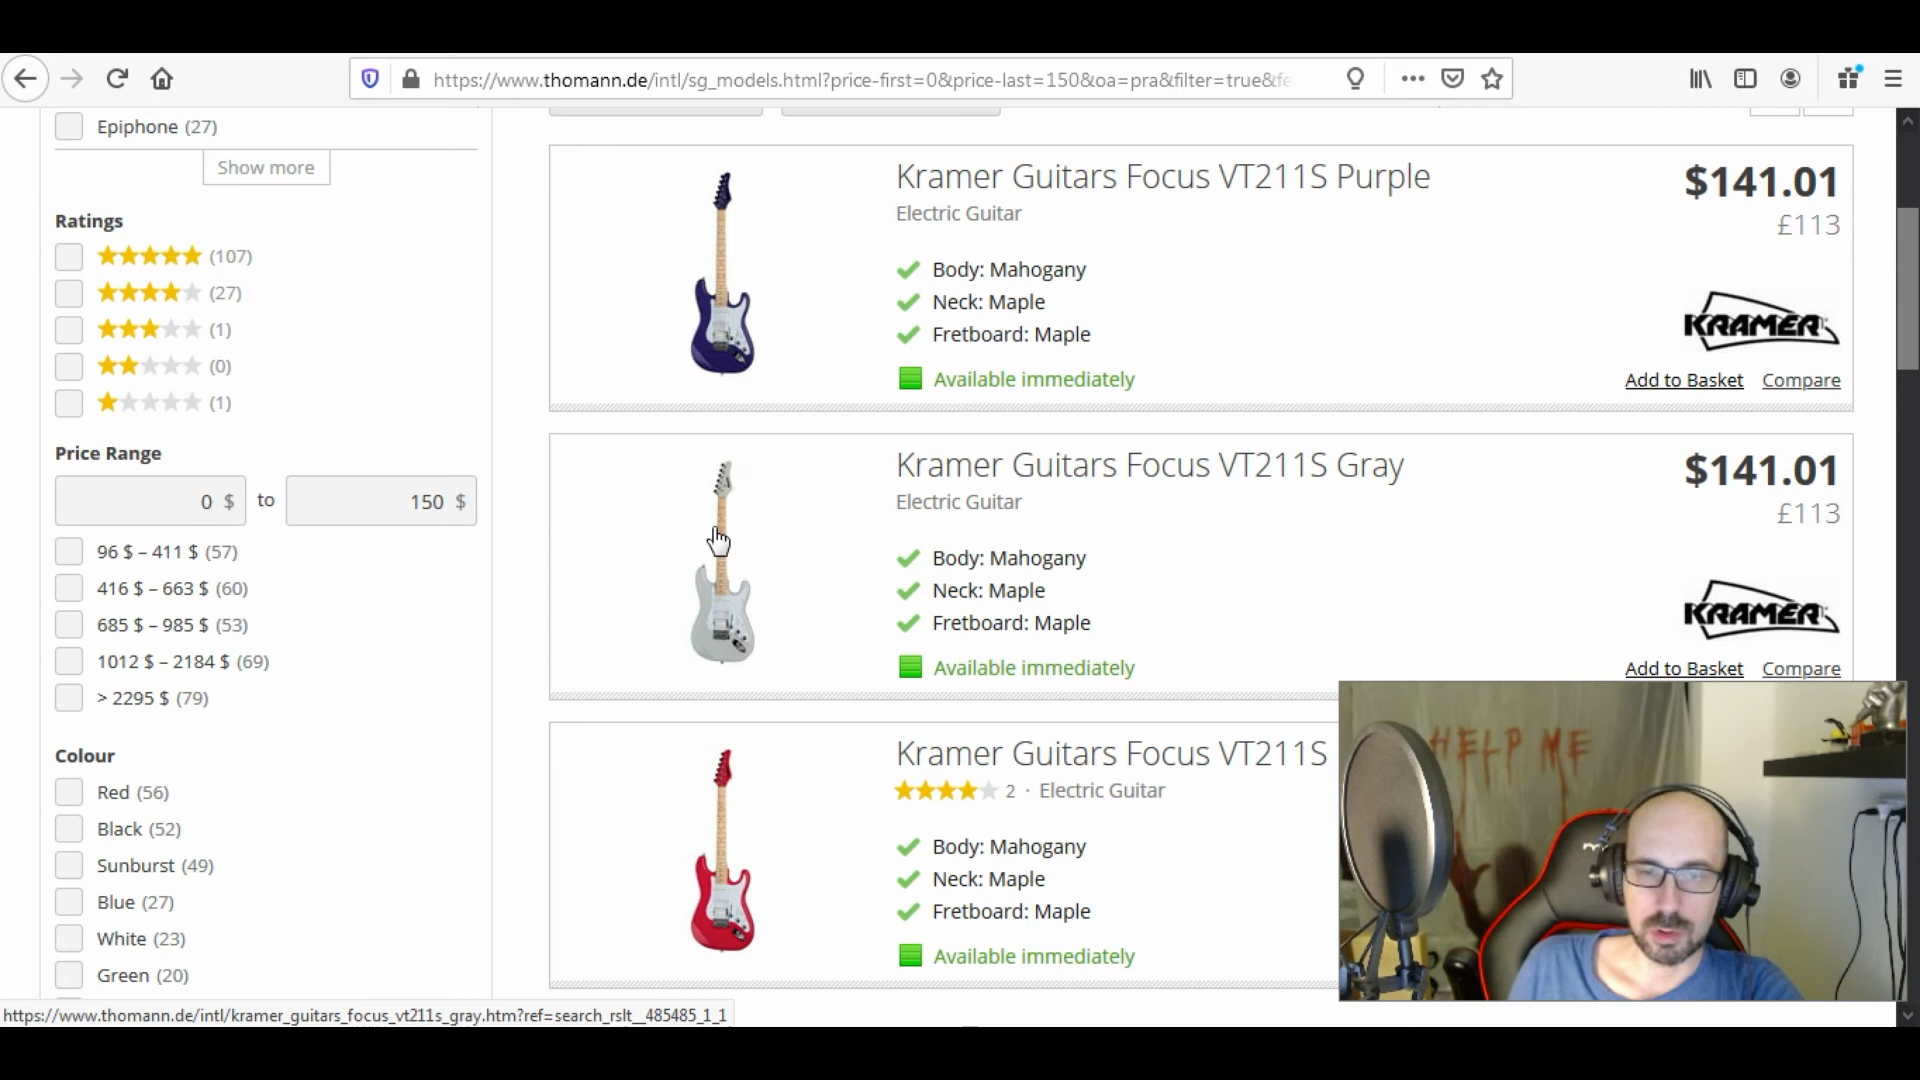 https://www.thomann.de/intl/sg_models.html?price-first=0&price-last=150&oa=pra&filter=true&fe
Epiphone (27)
Show more
Ratings
(107)
(27)
(1)
(0)
(1)
Price Range
0 $ to 150 $
96 $ – 411 $ (57)
416 $ – 663 $ (60)
685 $ – 985 $ (53)
1012 $ – 2184 $ (69)
> 2295 $ (79)
Colour
Red (56)
Black (52)
Sunburst (49)
Blue (27)
White (23)
Green (20)
Kramer Guitars Focus VT211S Purple
Electric Guitar
Body: Mahogany
Neck: Maple
Fretboard: Maple
Available immediately
$141.01
£113
KRAMER
Add to Basket Compare
Kramer Guitars Focus VT211S Gray
Electric Guitar
Body: Mahogany
Neck: Maple
Fretboard: Maple
Available immediately
$141.01
£113
KRAMER
Add to Basket Compare
Kramer Guitars Focus VT211S
2 · Electric Guitar
Body: Mahogany
Neck: Maple
Fretboard: Maple
Available immediately
HELP ME
https://www.thomann.de/intl/kramer_guitars_focus_vt211s_gray.htm?ref=search_rslt__485485_1_1